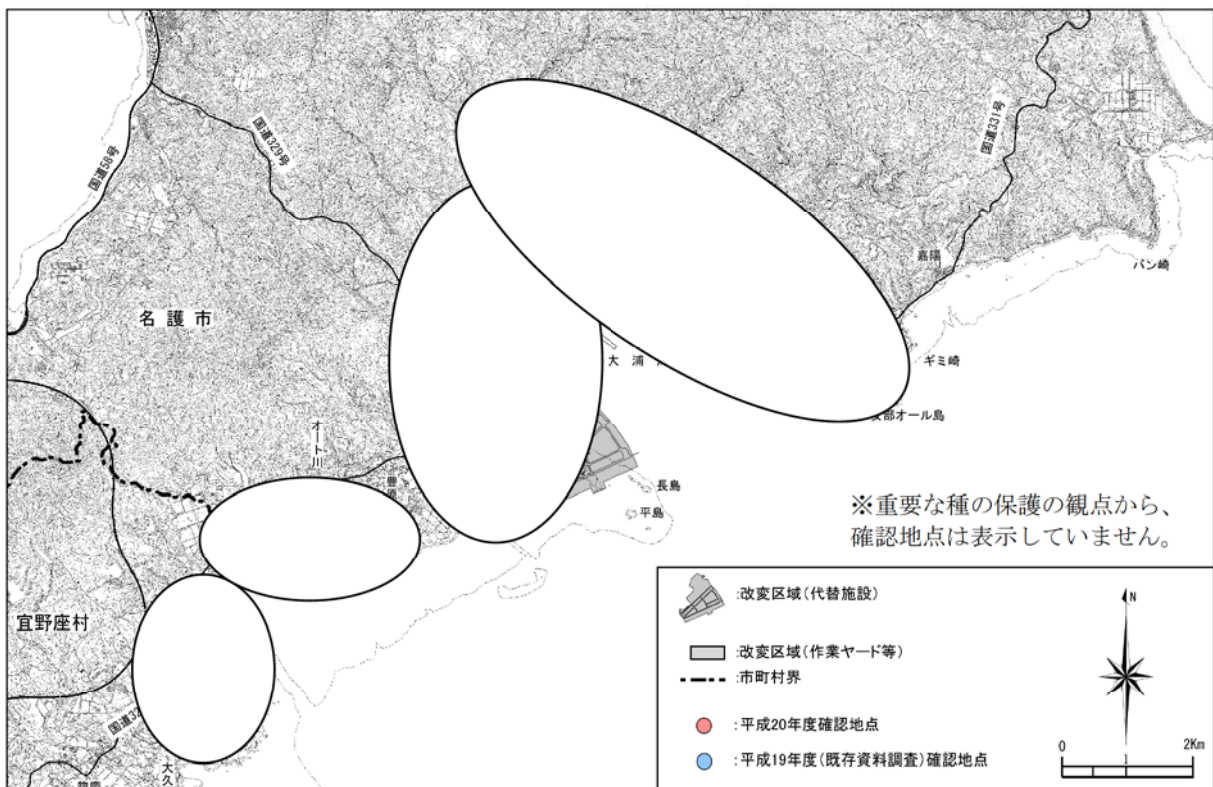 国道58号
国道329号
国道331号
嘉陽
バン崎
名護市
大浦
ギミ崎
部オール島
オート川
豊原
長島
平島
※重要な種の保護の観点から、
確認地点は表示していません。
宜野座村
国道32
大久
:改変区域(代替施設)
:改変区域(作業ヤード等)
:市町村界
:平成20年度確認地点
:平成19年度(既存資料調査)確認地点
N
0
2Km